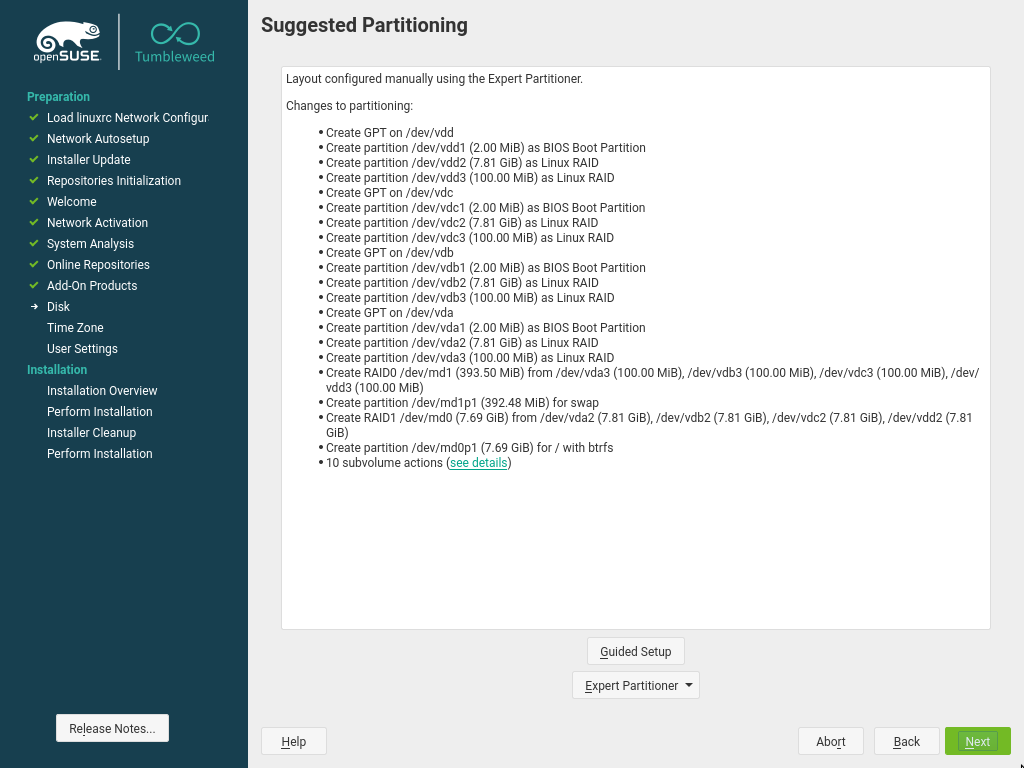 openSUSE
Tumbleweed
Preparation
Load linuxrc Network Configur
Network Autosetup
Installer Update
Repositories Initialization
Welcome
Network Activation
System Analysis
Online Repositories
Add-On Products
Disk
Time Zone
User Settings
Installation
Installation Overview
Perform Installation
Installer Cleanup
Perform Installation
Release Notes...
Suggested Partitioning
Layout configured manually using the Expert Partitioner.
Changes to partitioning:
• Create GPT on /dev/vdd
• Create partition /dev/vdd1 (2.00 MiB) as BIOS Boot Partition
• Create partition /dev/vdd2 (7.81 GiB) as Linux RAID
• Create partition /dev/vdd3 (100.00 MiB) as Linux RAID
• Create GPT on /dev/vdc
• Create partition /dev/vdc1 (2.00 MiB) as BIOS Boot Partition
• Create partition /dev/vdc2 (7.81 GiB) as Linux RAID
• Create partition /dev/vdc3 (100.00 MiB) as Linux RAID
• Create GPT on /dev/vdb
• Create partition /dev/vdb1 (2.00 MiB) as BIOS Boot Partition
• Create partition /dev/vdb2 (7.81 GiB) as Linux RAID
• Create partition /dev/vdb3 (100.00 MiB) as Linux RAID
• Create GPT on /dev/vda
• Create partition /dev/vda1 (2.00 MiB) as BIOS Boot Partition
• Create partition /dev/vda2 (7.81 GiB) as Linux RAID
• Create partition /dev/vda3 (100.00 MiB) as Linux RAID
• Create RAID0 /dev/md1 (393.50 MiB) from /dev/vda3 (100.00 MiB), /dev/vdb3 (100.00 MiB), /dev/vdc3 (100.00 MiB), /dev/
vdd3 (100.00 MiB)
• Create partition /dev/md1p1 (392.48 MiB) for swap
• Create RAID1 /dev/md0 (7.69 GiB) from /dev/vda2 (7.81 GiB), /dev/vdb2 (7.81 GiB), /dev/vdc2 (7.81 GiB), /dev/vdd2 (7.81
GiB)
• Create partition /dev/md0p1 (7.69 GiB) for / with btrfs
• 10 subvolume actions (see details)
Guided Setup
Expert Partitioner
Help
Abort
Back
Next